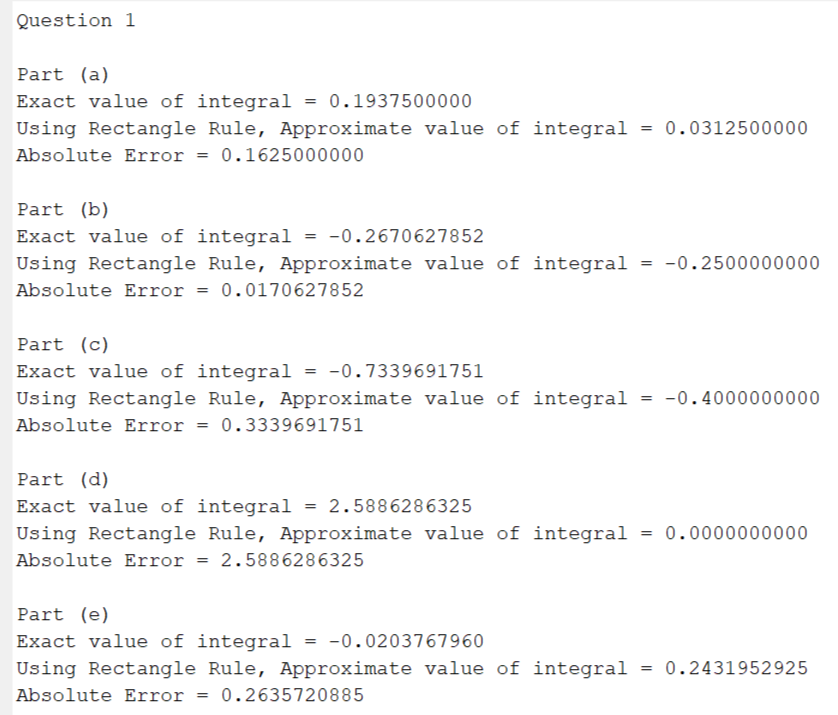 Question 1
Part (a)
Exact value of integral = 0.1937500000
Using Rectangle Rule, Approximate value of integral = 0.0312500000
Absolute Error = 0.1625000000
Part (b)
Exact value of integral = -0.2670627852
Using Rectangle Rule, Approximate value of integral = -0.2500000000
Absolute Error = 0.0170627852
Part (c)
Exact value of integral = -0.7339691751
Using Rectangle Rule, Approximate value of integral = -0.4000000000
Absolute Error = 0.3339691751
Part (d)
Exact value of integral = 2.5886286325
Using Rectangle Rule, Approximate value of integral = 0.0000000000
Absolute Error = 2.5886286325
Part (e)
Exact value of integral = -0.0203767960
Using Rectangle Rule, Approximate value of integral = 0.2431952925
Absolute Error = 0.2635720885